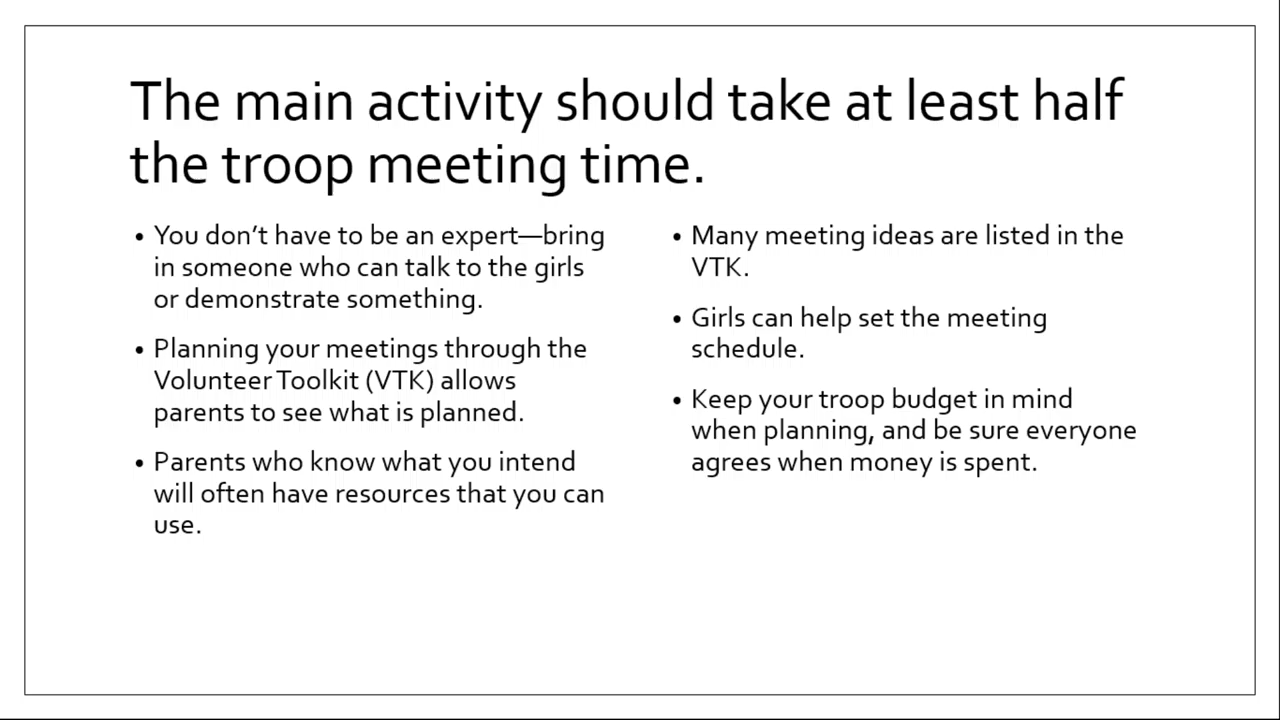 The main activity should take at least half
the troop meeting time.
• You don’t have to be an expert—bring
in someone who can talk to the girls
or demonstrate something.
• Planning your meetings through the
Volunteer Toolkit (VTK) allows
parents to see what is planned.
• Parents who know what you intend
will often have resources that you can
use.
• Many meeting ideas are listed in the
VTK.
• Girls can help set the meeting
schedule.
• Keep your troop budget in mind
when planning, and be sure everyone
agrees when money is spent.